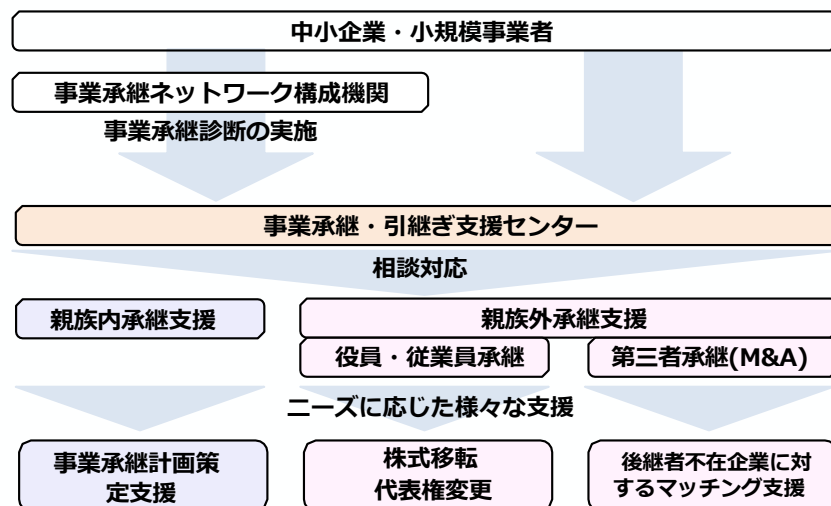 中小企業・小規模事業者
事業承継ネットワーク構成機関
事業承継診断の実施
事業承継・引継ぎ支援センター
相談対応
親族内承継支援
親族外承継支援
役員・従業員承継
第三者承継(M&A)
ニーズに応じた様々な支援
事業承継計画策
定支援
株式移転
代表権変更
後継者不在企業に対
するマッチング支援